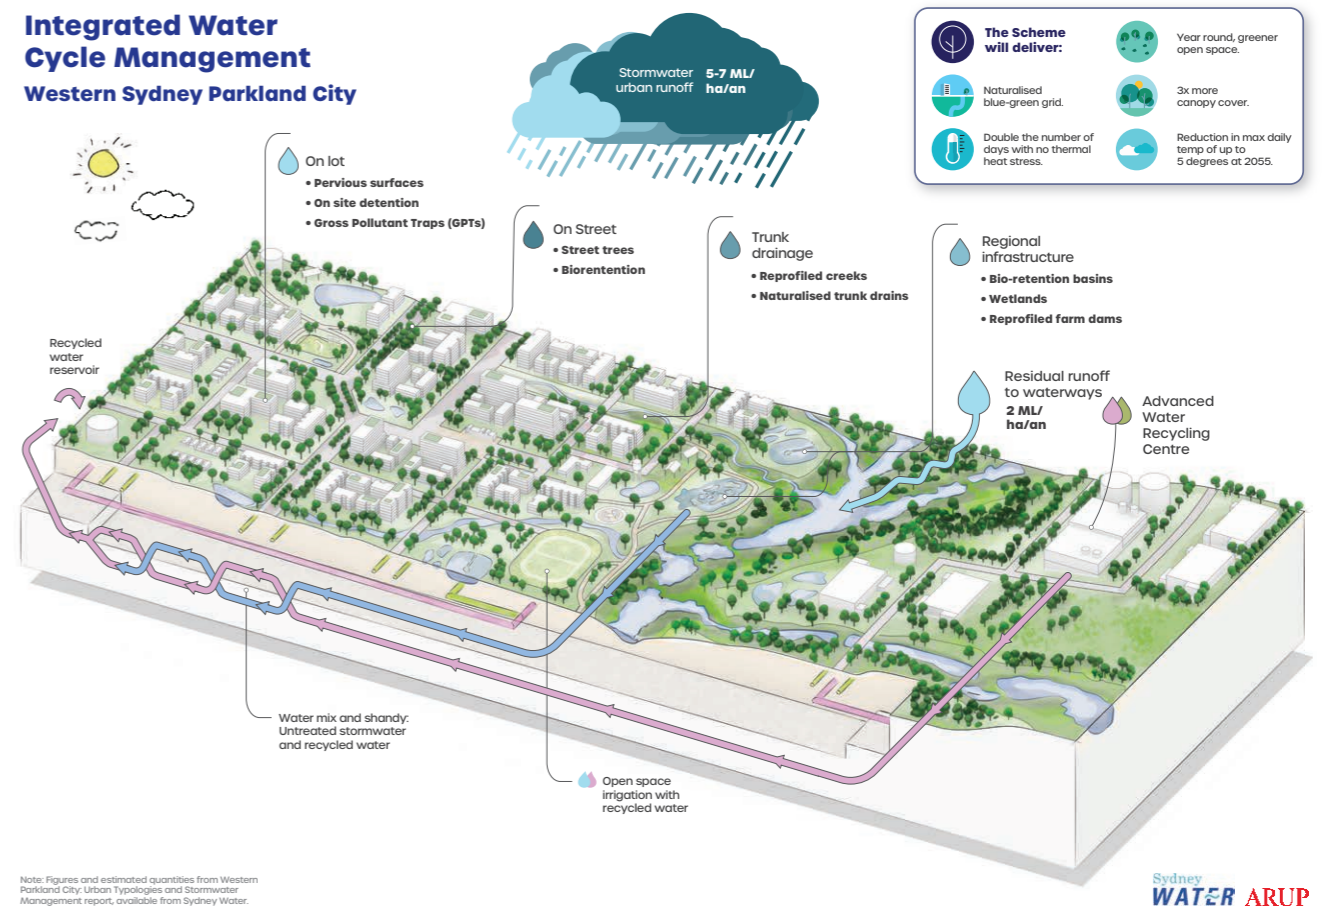 Integrated Water
Cycle Management
Western Sydney Parkland City
Stormwater
urban runoff
5-7 ML/
ha/an
The Scheme
will deliver:
Year round, greener
open space.
Naturalised
blue-green grid.
3x more
canopy cover.
Double the number of
days with no thermal
heat stress.
Reduction in max daily
temp of up to
5 degrees at 2055.
On lot
• Pervious surfaces
• On site detention
• Gross Pollutant Traps (GPTs)
On Street
• Street trees
• Biorentention
Trunk
drainage
• Reprofiled creeks
• Naturalised trunk drains
Regional
infrastructure
• Bio-retention basins
• Wetlands
• Reprofiled farm dams
Recycled
water
reservoir
Residual runoff
to waterways
2 ML/
ha/an
Advanced
Water
Recycling
Centre
Water mix and shandy:
Untreated stormwater
and recycled water
Open space
irrigation with
recycled water
Note: Figures and estimated quantities from Western
Parkland City: Urban Typologies and Stormwater
Management report, available from Sydney Water.
Sydney
WATER ARUP